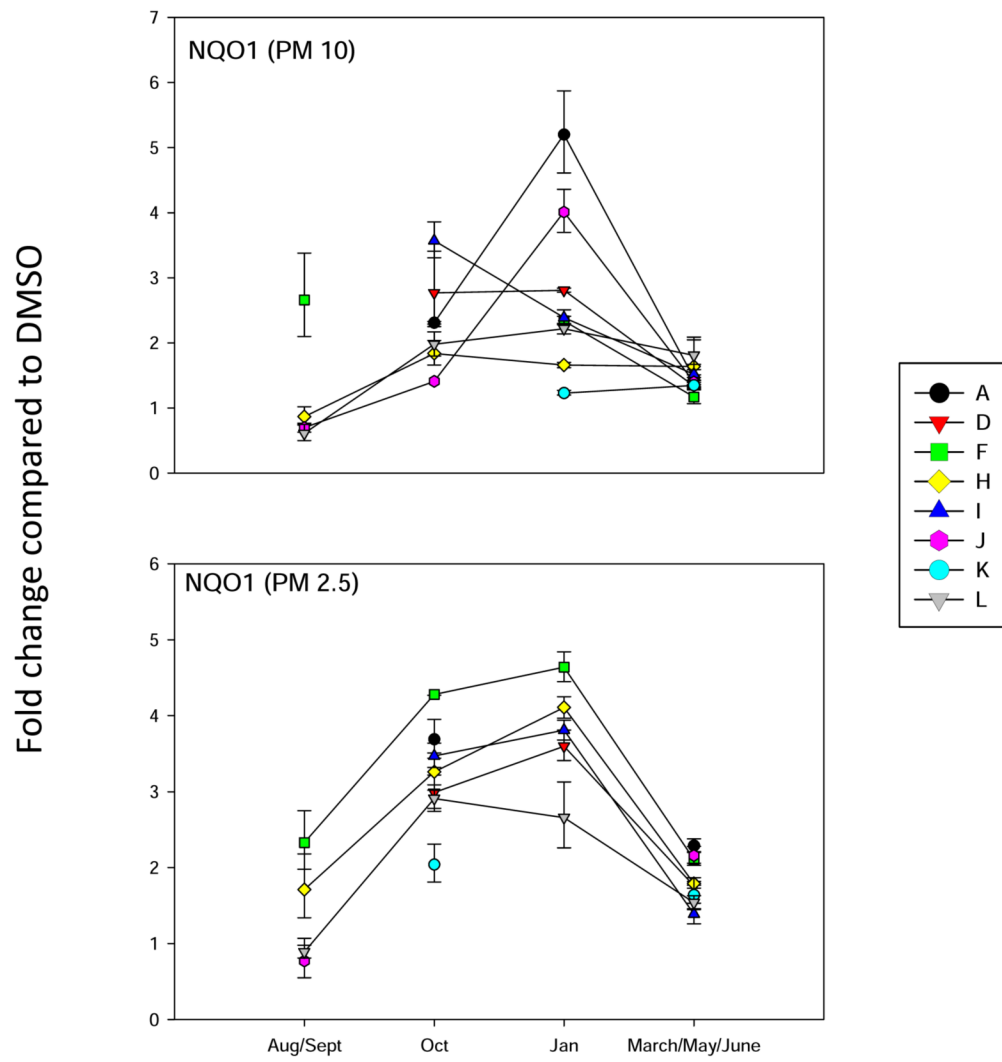 Fold change compared to DMSO
NQO1 (PM 10)
7
6
5
4
3
2
1
0
NQO1 (PM 2.5)
6
5
4
3
2
1
0
Aug/Sept Oct Jan March/May/June
A
D
F
H
I
J
K
L